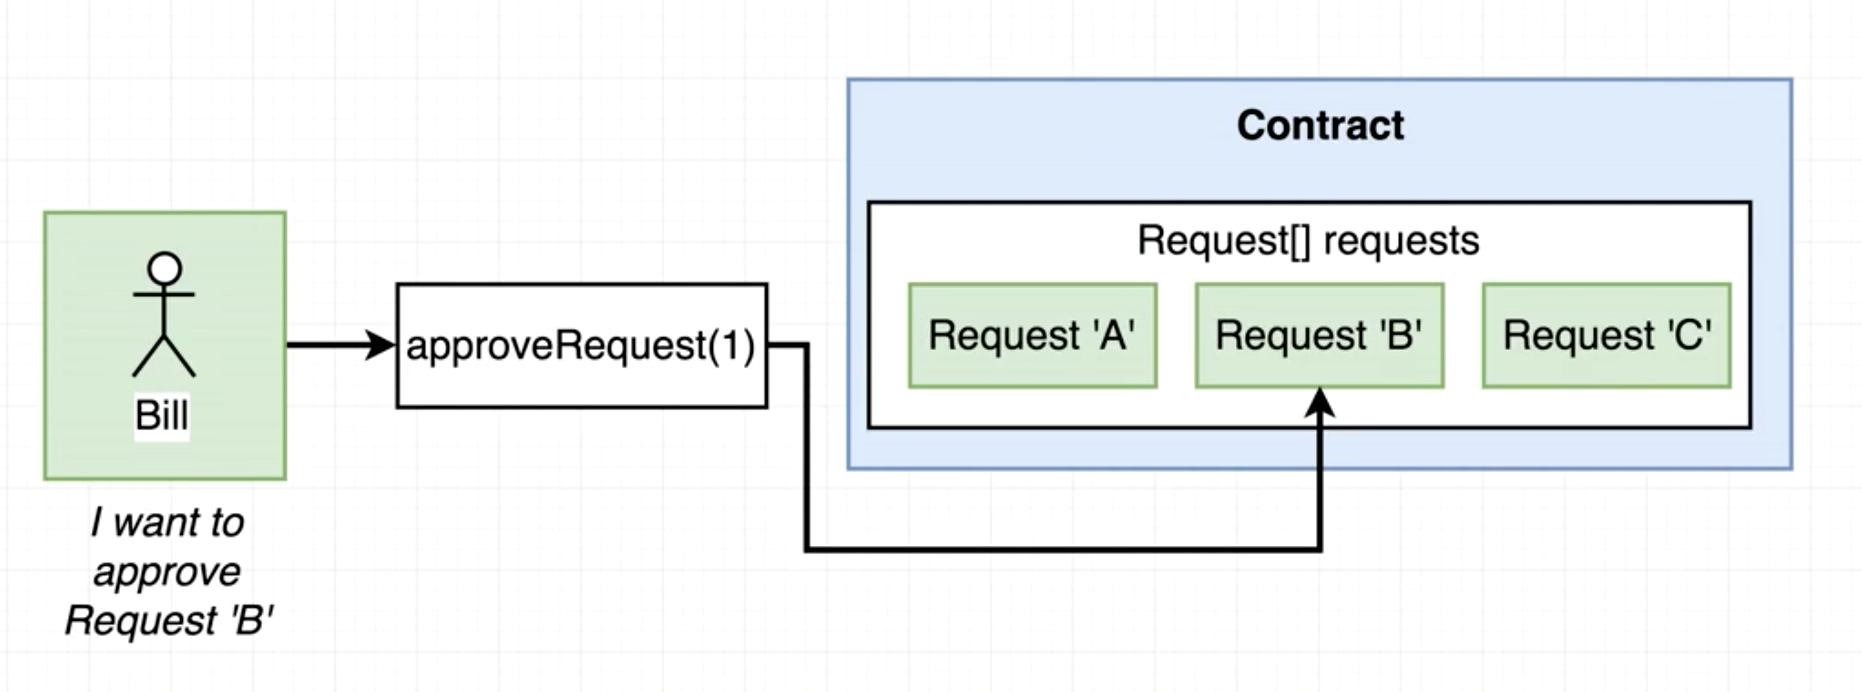 Contract
Request[] requests
Request 'A'
Request 'B'
Request 'C'
approveRequest(1)
Bill
I want to
approve
Request 'B'